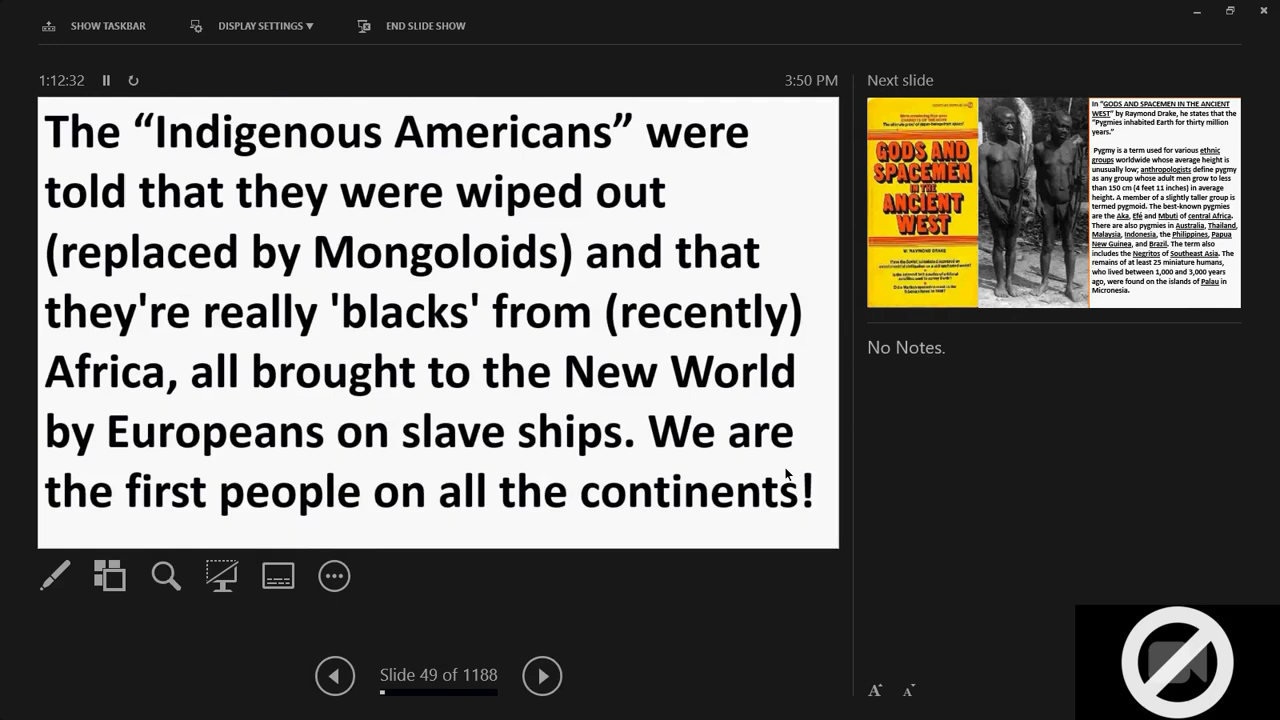 SHOW TASKBAR
DISPLAY SETTINGS ▼
END SLIDE SHOW
1:12:32
3:50 PM
The “Indigenous Americans” were
told that they were wiped out
(replaced by Mongoloids) and that
they're really 'blacks' from (recently)
Africa, all brought to the New World
by Europeans on slave ships. We are
the first people on all the continents!
Slide 49 of 1188
Next slide
GODS AND
SPACEMEN
IN THE
ANCIENT
WEST
W. RAYMOND DRAKE
In “GODS AND SPACEMEN IN THE ANCIENT
WEST” by Raymond Drake, he states that the
“Pygmies inhabited Earth for thirty million
years.”
Pygmy is a term used for various ethnic
groups worldwide whose average height is
unusually low; anthropologists define pygmy
as any group whose adult men grow to less
than 150 cm (4 feet 11 inches) in average
height. A member of a slightly taller group is
termed pygmoid. The best-known pygmies
are the Aka, Efé and Mbuti of central Africa.
There are also pygmies in Australia, Thailand,
Malaysia, Indonesia, the Philippines, Papua
New Guinea, and Brazil. The term also
includes the Negritos of Southeast Asia. The
remains of at least 25 miniature humans,
who lived between 1,000 and 3,000 years
ago, were found on the islands of Palau in
Micronesia.
No Notes.
A A